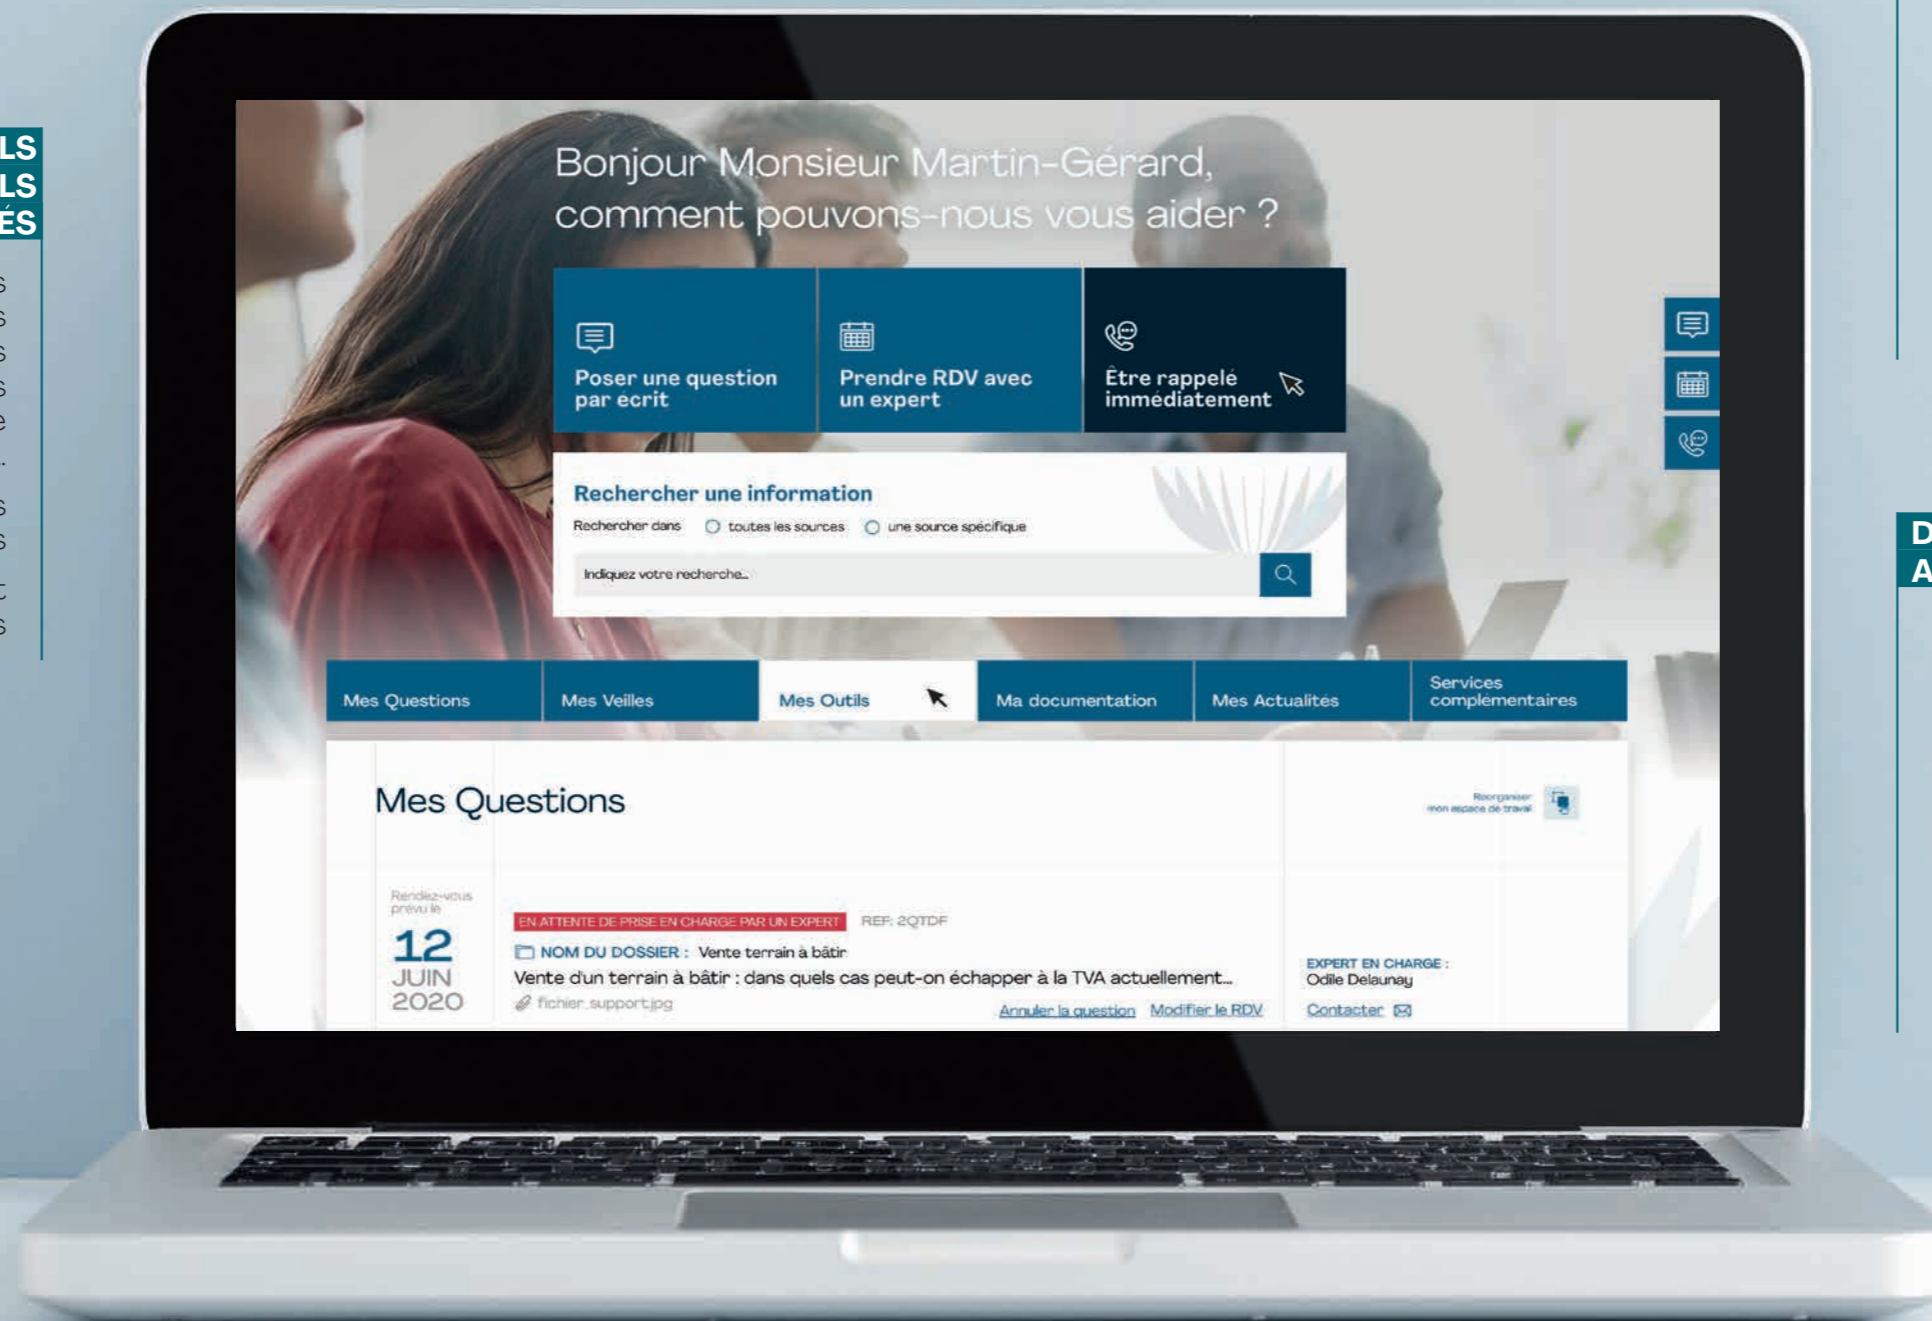 LS
LS
ÉS
s
s
s
s
e
.
s
s
t
s
Bonjour Monsieur Martin-Gérard,
comment pouvons-nous vous aider ?
Poser une question
par écrit
Prendre RDV avec
un expert
Être rappelé
immédiatement
Rechercher une information
Rechercher dans toutes les sources une source spécifique
Indiquez votre recherche...
Mes Questions
Mes Veilles
Mes Outils
Ma documentation
Mes Actualités
Services
complémentaires
Mes Questions
Réorganiser
mon espace de travail
Rendez-vous
prévu le
12
JUIN
2020
EN ATTENTE DE PRISE EN CHARGE PAR UN EXPERT REF: 2QTDF
NOM DU DOSSIER : Vente terrain à bâtir
Vente d'un terrain à bâtir : dans quels cas peut-on échapper à la TVA actuellement...
fichier_support.jpg
Annuler la question Modifier le RDV
EXPERT EN CHARGE :
Odile Delaunay
Contacter
D
A